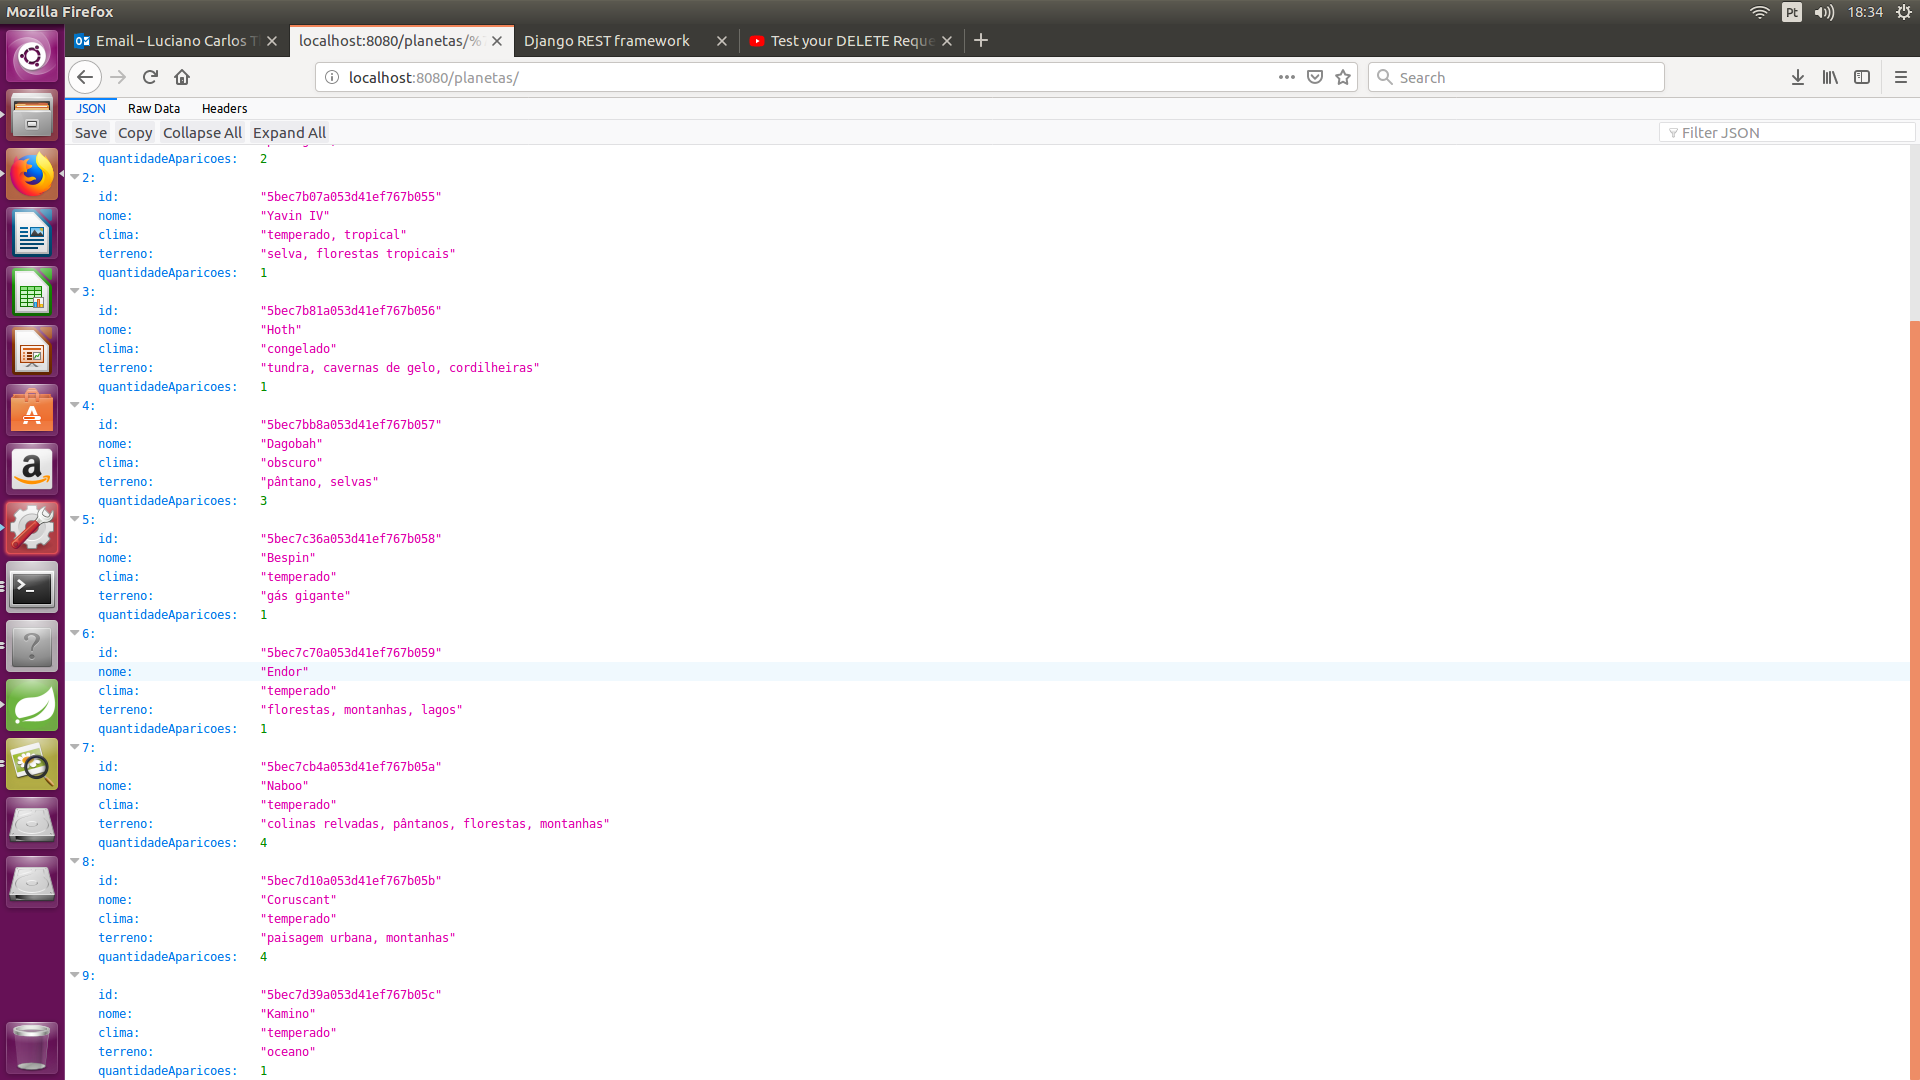 Mozilla Firefox
Pt
18:34
Email – Luciano Carlos T
localhost:8080/planetas/%
Django REST framework
Test your DELETE Reque
localhost:8080/planetas/
Search
JSON
Raw Data
Headers
Save
Copy
Collapse All
Expand All
Filter JSON
quantidadeAparicoes: 2
2:
id: "5bec7b07a053d41ef767b055"
nome: "Yavin IV"
clima: "temperado, tropical"
terreno: "selva, florestas tropicais"
quantidadeAparicoes: 1
3:
id: "5bec7b81a053d41ef767b056"
nome: "Hoth"
clima: "congelado"
terreno: "tundra, cavernas de gelo, cordilheiras"
quantidadeAparicoes: 1
4:
id: "5bec7bb8a053d41ef767b057"
nome: "Dagobah"
clima: "obscuro"
terreno: "pântano, selvas"
quantidadeAparicoes: 3
5:
id: "5bec7c36a053d41ef767b058"
nome: "Bespin"
clima: "temperado"
terreno: "gás gigante"
quantidadeAparicoes: 1
6:
id: "5bec7c70a053d41ef767b059"
nome: "Endor"
clima: "temperado"
terreno: "florestas, montanhas, lagos"
quantidadeAparicoes: 1
7:
id: "5bec7cb4a053d41ef767b05a"
nome: "Naboo"
clima: "temperado"
terreno: "colinas relvadas, pântanos, florestas, montanhas"
quantidadeAparicoes: 4
8:
id: "5bec7d10a053d41ef767b05b"
nome: "Coruscant"
clima: "temperado"
terreno: "paisagem urbana, montanhas"
quantidadeAparicoes: 4
9:
id: "5bec7d39a053d41ef767b05c"
nome: "Kamino"
clima: "temperado"
terreno: "oceano"
quantidadeAparicoes: 1